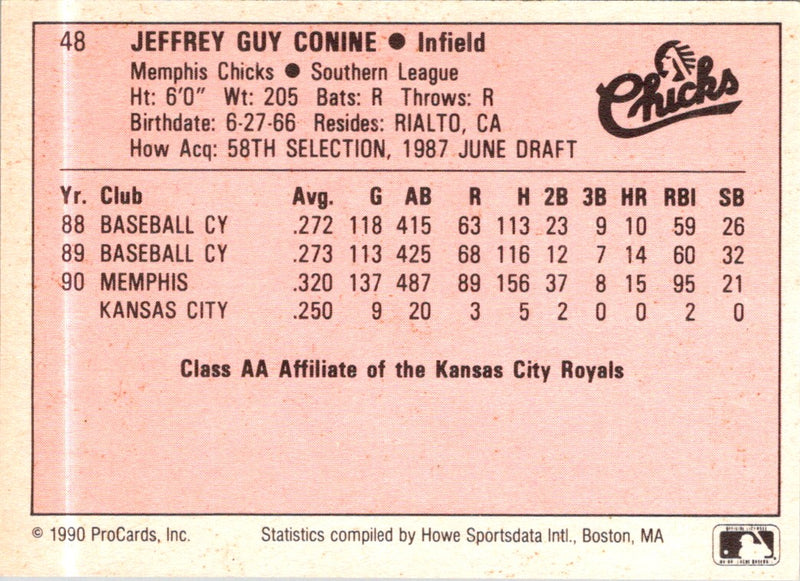 48 JEFFREY GUY CONINE ● Infield
Chicks
Memphis Chicks ● Southern League
Ht: 6'0" Wt: 205 Bats: R Throws: R
Birthdate: 6-27-66 Resides: RIALTO, CA
How Acq: 58TH SELECTION, 1987 JUNE DRAFT
Yr. Club Avg. G AB R H 2B 3B HR RBI SB
88 BASEBALL CY .272 118 415 63 113 23 9 10 59 26
89 BASEBALL CY .273 113 425 68 116 12 7 14 60 32
90 MEMPHIS .320 137 487 89 156 37 8 15 95 21
KANSAS CITY .250 9 20 3 5 2 0 0 2 0
Class AA Affiliate of the Kansas City Royals
© 1990 ProCards, Inc. Statistics compiled by Howe Sportsdata Intl., Boston, MA